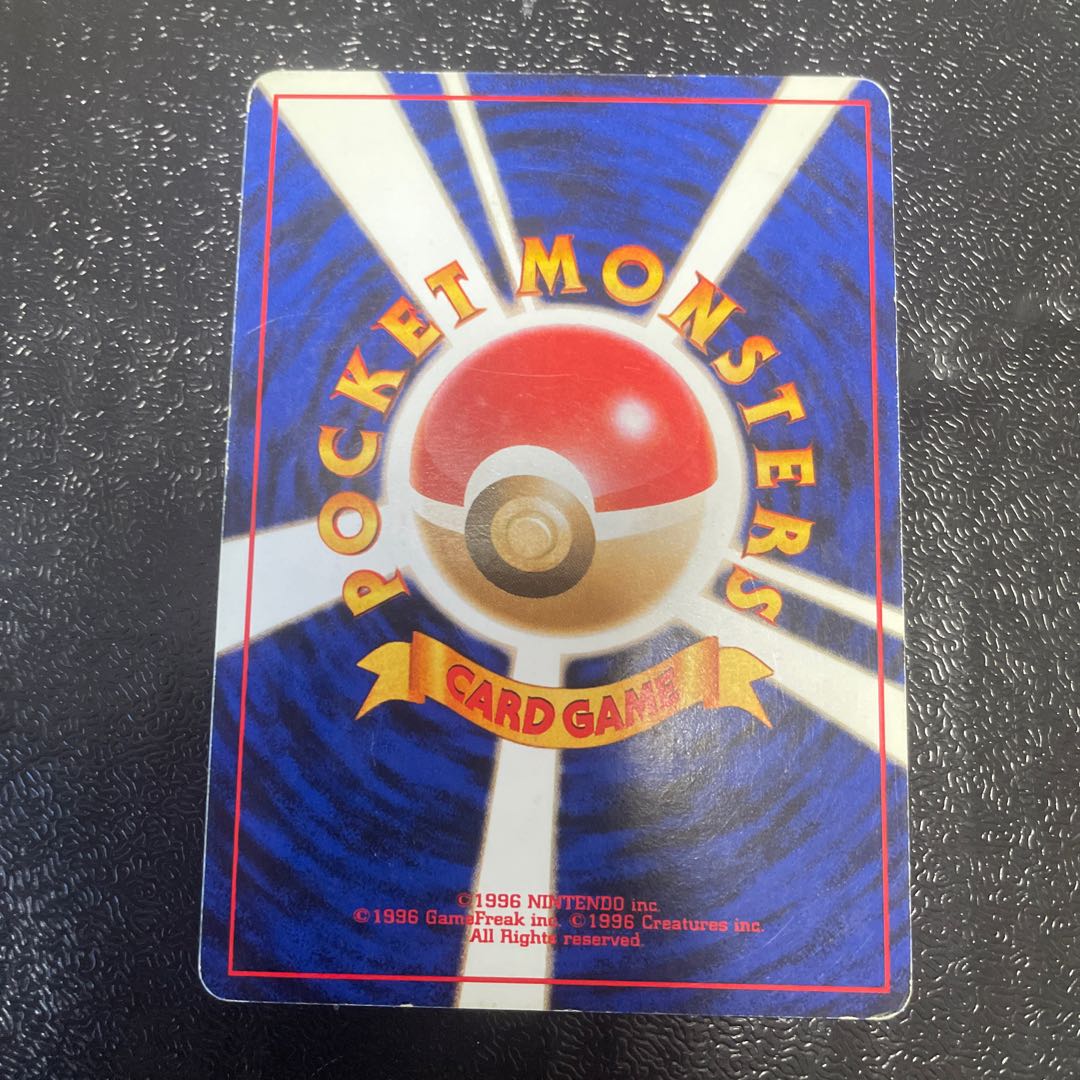 POCKET MONSTERS
CARD GAME
©1996 NINTENDO inc.
©1996 GameFreak inc. ©1996 Creatures inc.
All Rights reserved.